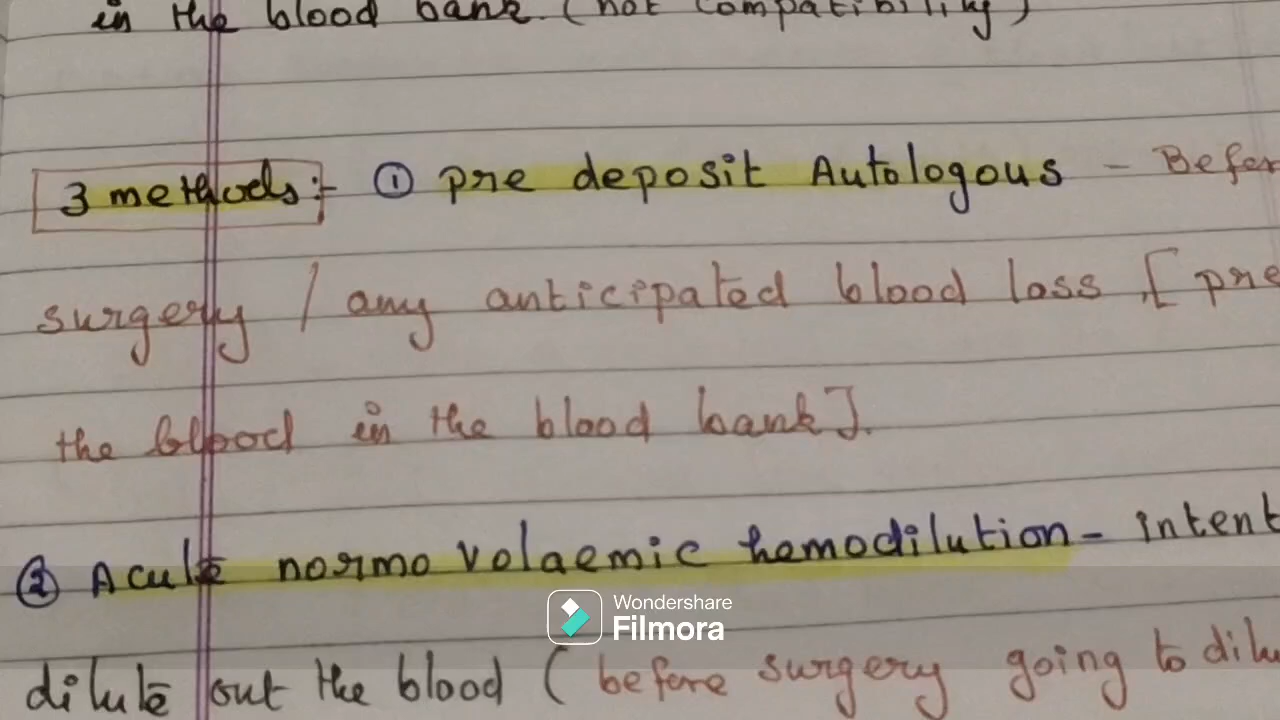 in the blood bank. (not compatibility)
3 methods:- ① pre deposit Autologous - Befor
surgery / any anticipated blood loss [pre
the blood in the blood bank].
② Acute normo volaemic hemodilution - intent
dilute out the blood (before surgery going to dilu
Wondershare
Filmora